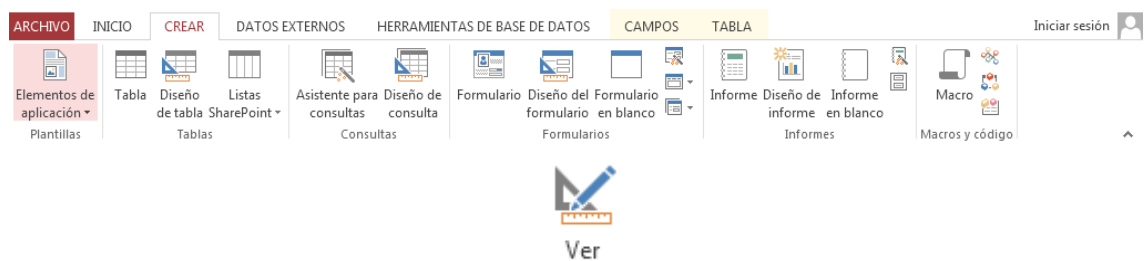 ARCHIVO INICIO CREAR DATOS EXTERNOS HERRAMIENTAS DE BASE DE DATOS CAMPOS TABLA Iniciar sesión
Elementos de aplicación
Tabla
Diseño de tabla
Listas SharePoint
Asistente para consultas
Diseño de consulta
Formulario
Diseño del formulario
Formulario en blanco
Informe
Diseño de informe
Informe en blanco
Macro
Plantillas Tablas Consultas Formularios Informes Macros y código
Ver